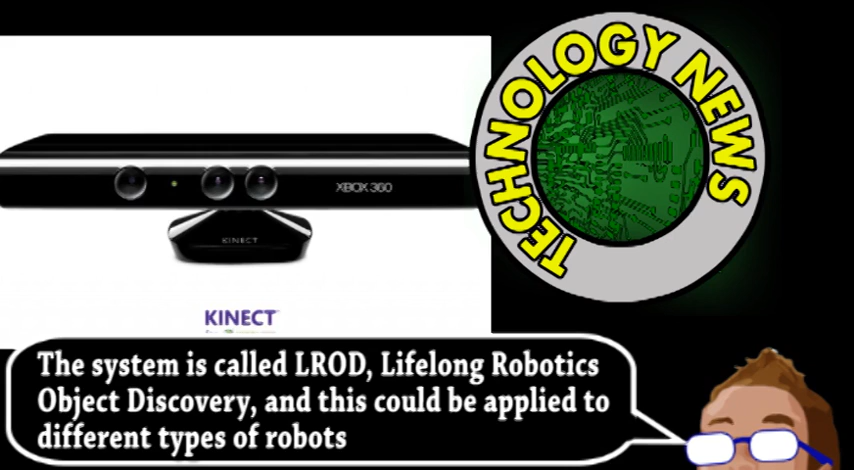 TECHNOLOGY NEWS
XBOX 360
KINECT
KINECT
The system is called LROD, Lifelong Robotics
Object Discovery, and this could be applied to
different types of robots